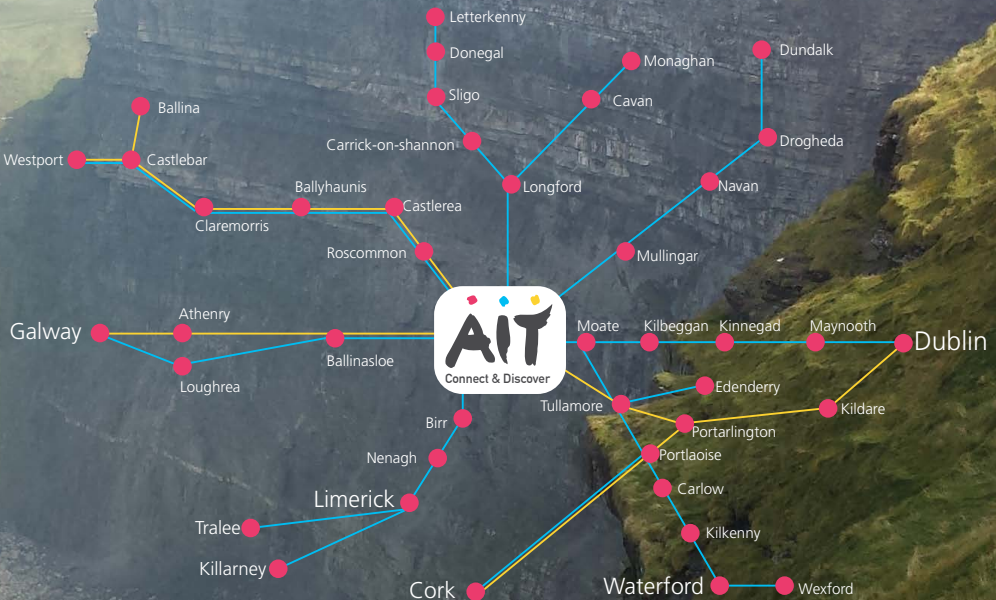 Letterkenny
Donegal
Sligo
Carrick-on-shannon
Longford
Monaghan
Cavan
Dundalk
Drogheda
Navan
Mullingar
Ballina
Westport
Castlebar
Ballyhaunis
Castlerea
Claremorris
Roscommon
Galway
Athenry
Ballinasloe
Loughrea
AIT
Connect & Discover
Moate
Kilbeggan
Kinnegad
Maynooth
Dublin
Tullamore
Edenderry
Kildare
Portarlington
Portlaoise
Carlow
Kilkenny
Waterford
Wexford
Birr
Nenagh
Limerick
Tralee
Killarney
Cork